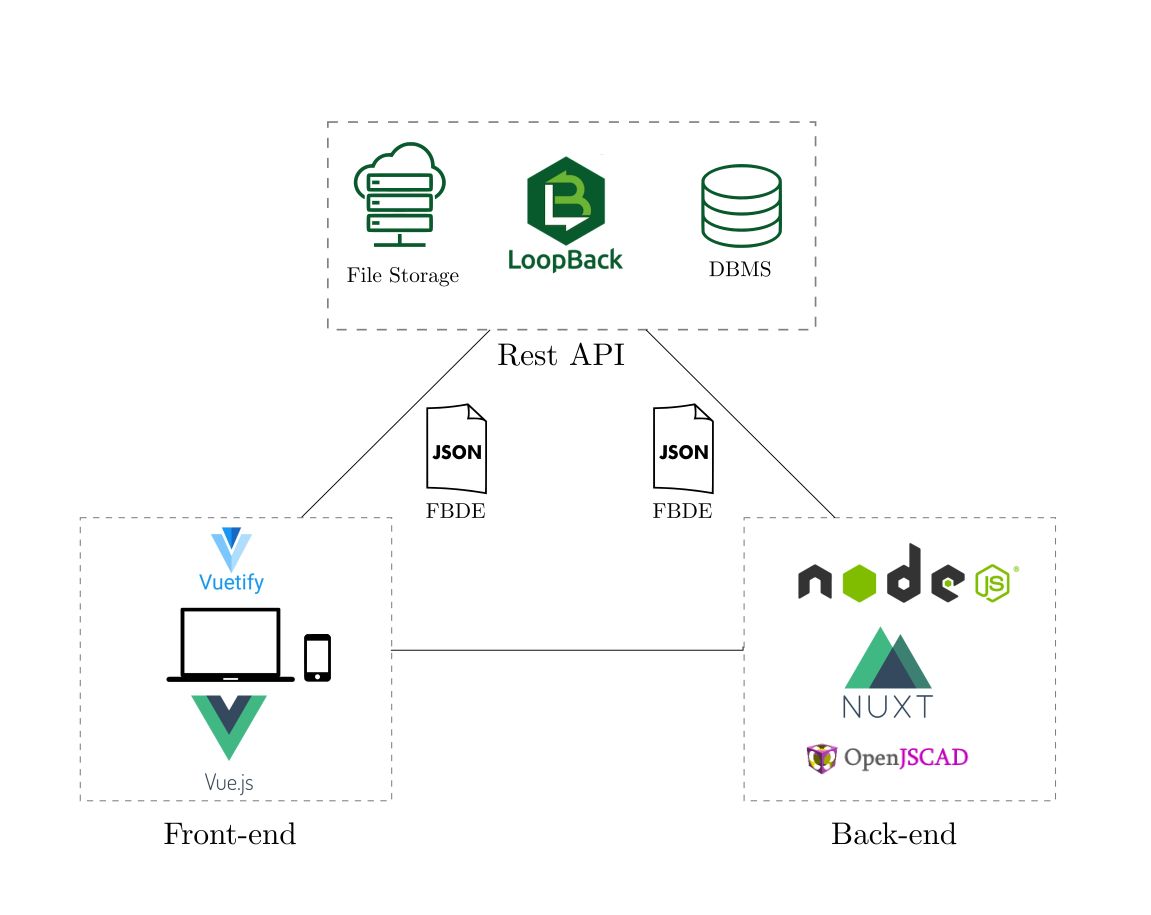 File Storage
LoopBack
DBMS
Rest API
JSON
FBDE
JSON
FBDE
Vuetify
Vue.js
Front-end
node
JS®
NUXT
OpenJSCAD
Back-end